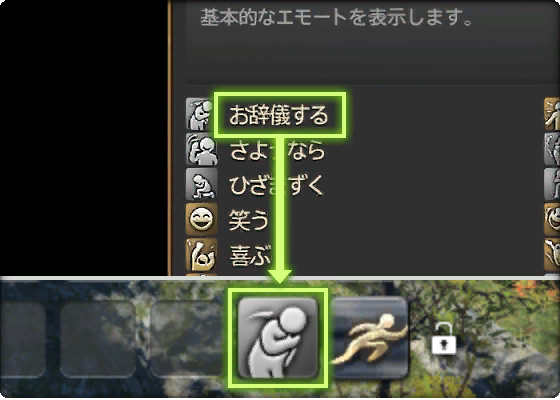 基本的なエモートを表示します。
お辞儀する
さようなら
ひざまずく
笑う
喜ぶ